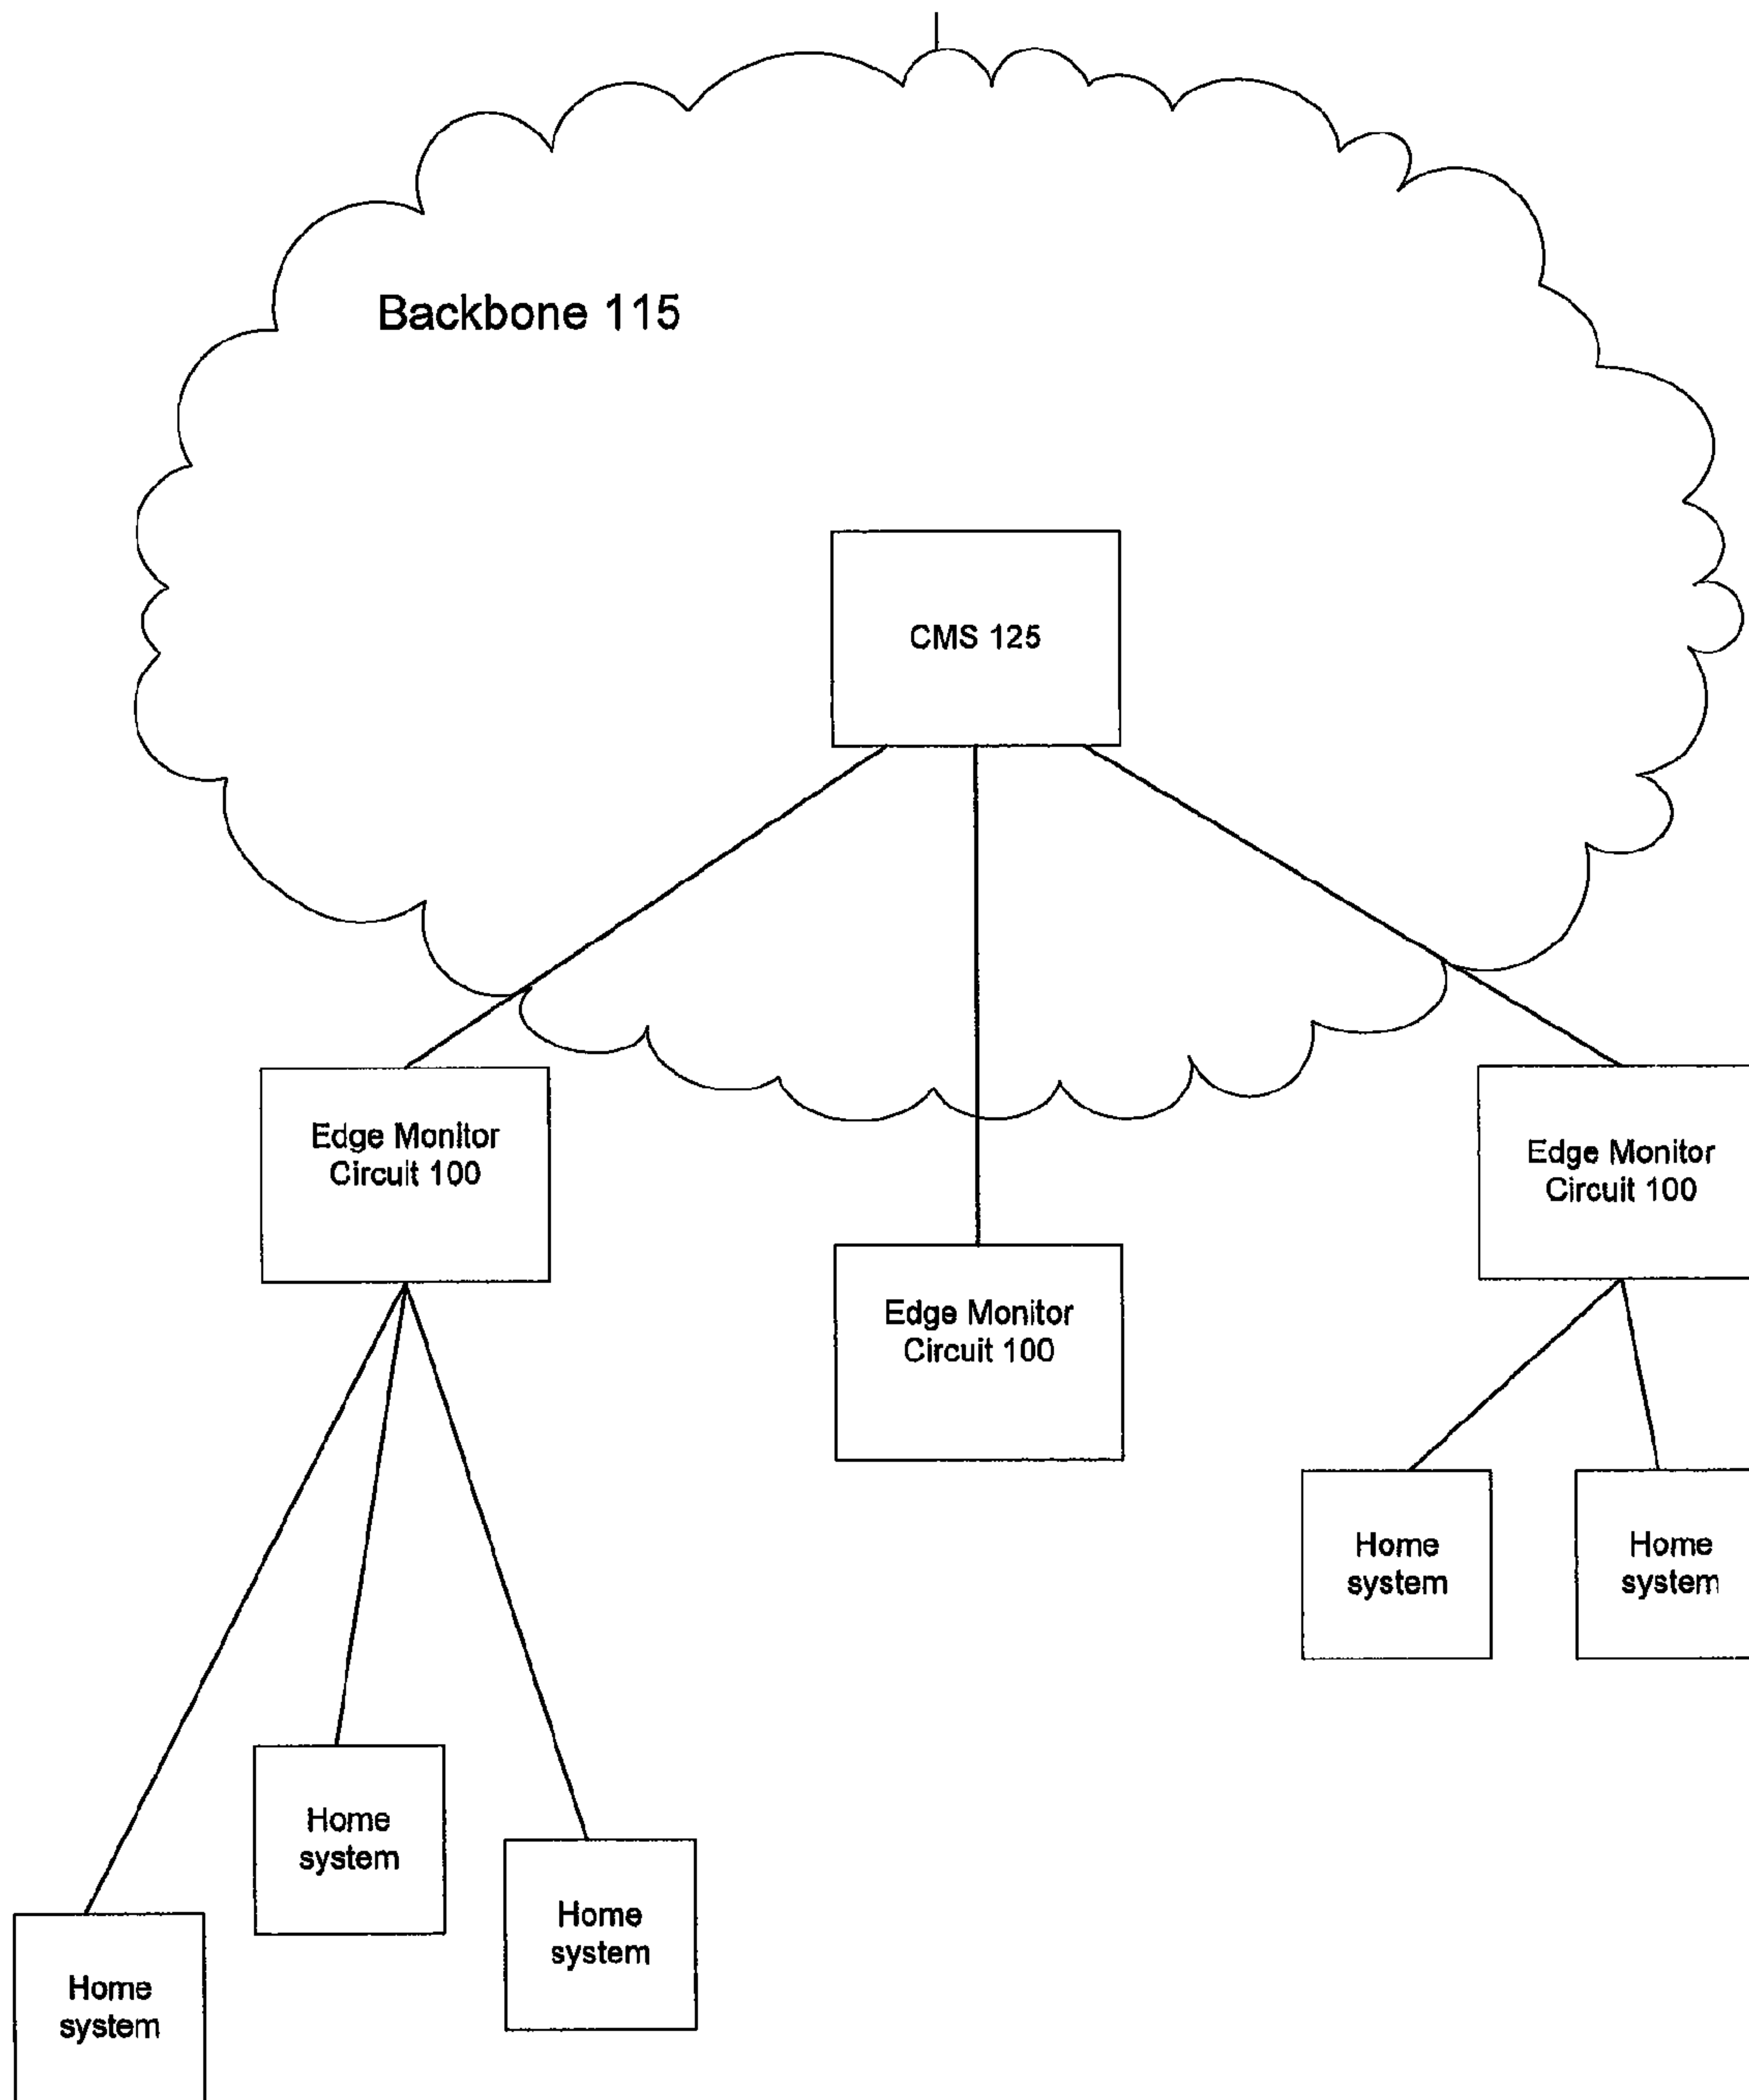 Backbone 115
CMS 125
Edge Monitor
Circuit 100
Edge Monitor
Circuit 100
Edge Monitor
Circuit 100
Home
system
Home
system
Home
system
Home
system
Home
system